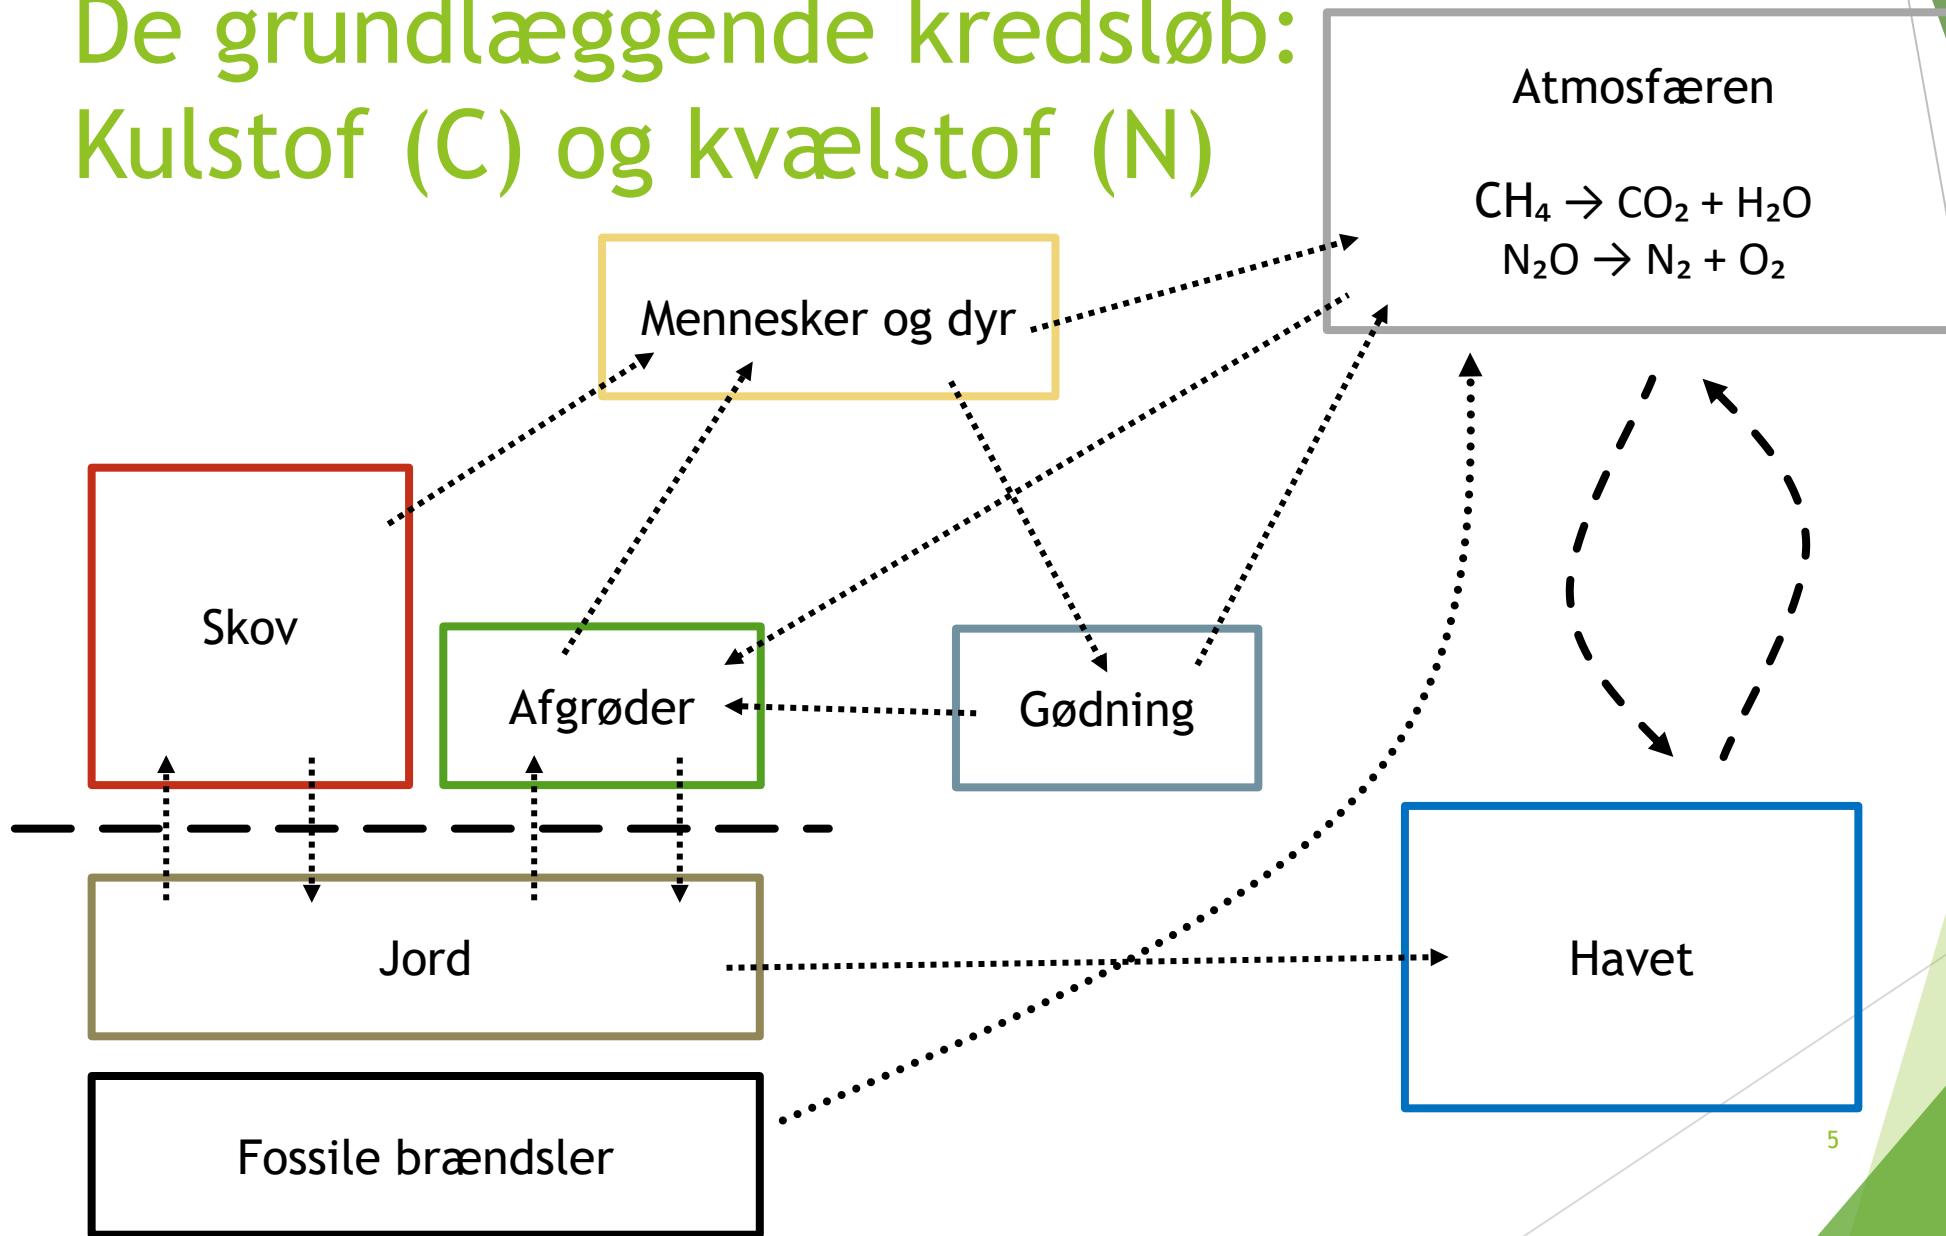 De grundlæggende kredsløb:
Kulstof (C) og kvælstof (N)
Atmosfæren
CH₄ → CO₂ + H₂O
N₂O → N₂ + O₂
Mennesker og dyr
Skov
Afgrøder
Gødning
Jord
Havet
Fossile brændsler
5